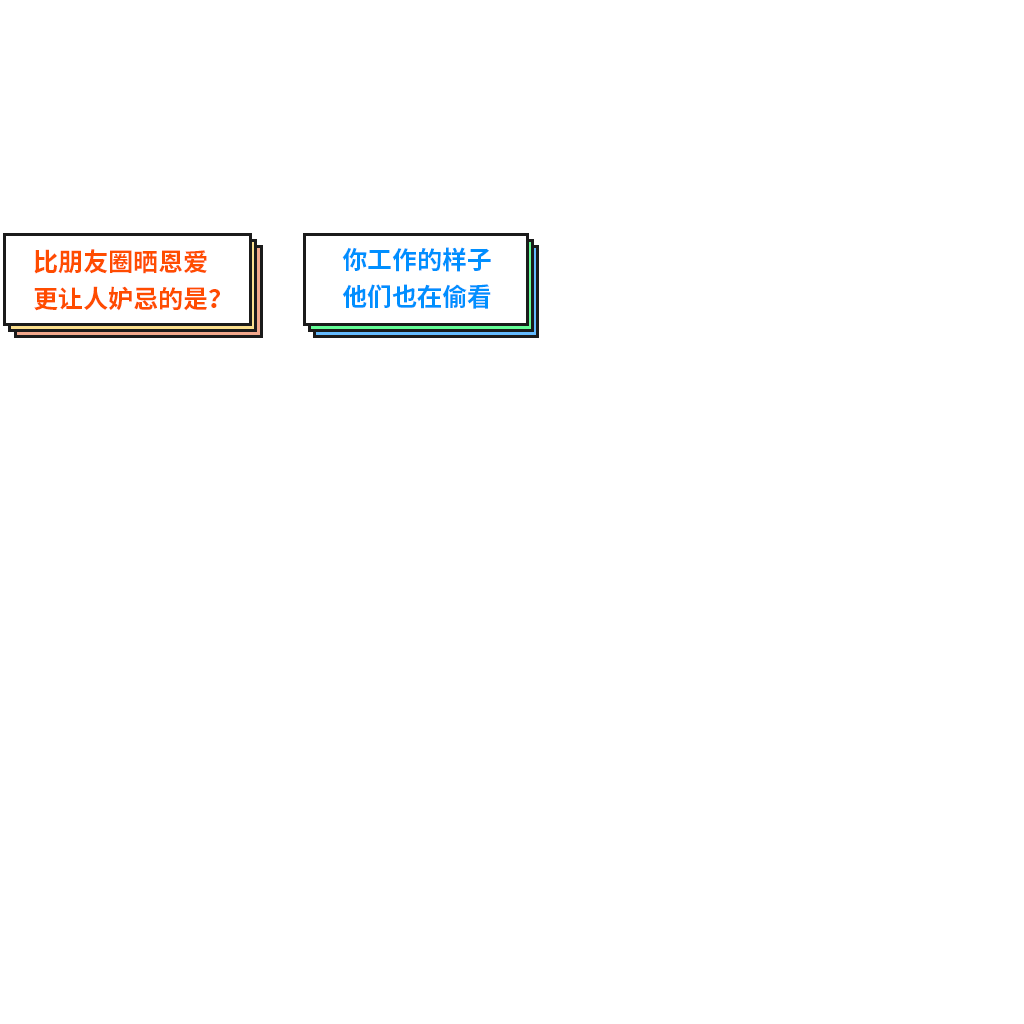 比朋友圈晒恩爱
更让人妒忌的是?
你工作的样子
他们也在偷看